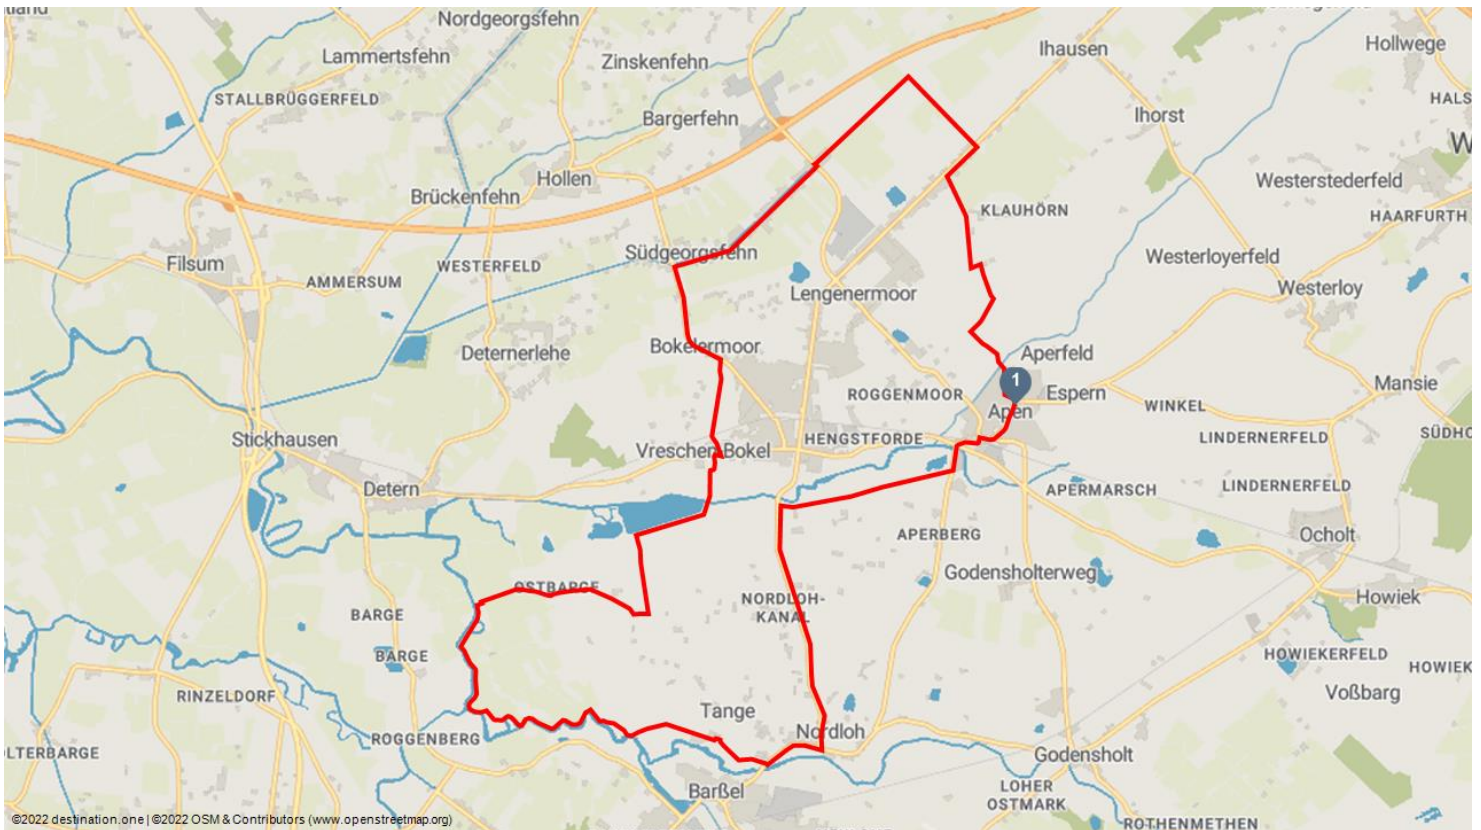 Nordgeorgsfehn
Lammertsfehn
Zinskenfehn
Ihausen
Hollwege
STALLBRÜGGERFELD
Bargerfehn
Ihorst
HALS
W
Hollen
Brückenfehn
Westerstederfeld
KLAUHÖRN
HAARFURTH
Südgeorgsfehn
Filsum
WESTERFELD
AMMERSUM
Westerloyerfeld
Westerloy
Lengenermoor
Bokelermoor
Deternerlehe
Aperfeld
1
Mansie
ROGGENMOOR
Espern
Apen
WINKEL
Stickhausen
HENGSTFORDE
LINDERNERFELD
SÜDHO
Vreschen-Bokel
Detern
APERMARSCH
LINDERNERFELD
APERBERG
Ocholt
Godensholterweg
OSTBARGE
NORDLOH-
KANAL
Howiek
BARGE
BARGE
HOWIEKERFELD
HOWIEK
RINZELDORF
Voßbarg
Tange
ROGGENBERG
Nordloh
OLTERBARGE
Godensholt
Barßel
LOHER
OSTMARK
©2022 destination.one | ©2022 OSM & Contributors (www.openstreetmap.org)
ROTHENMETHEN